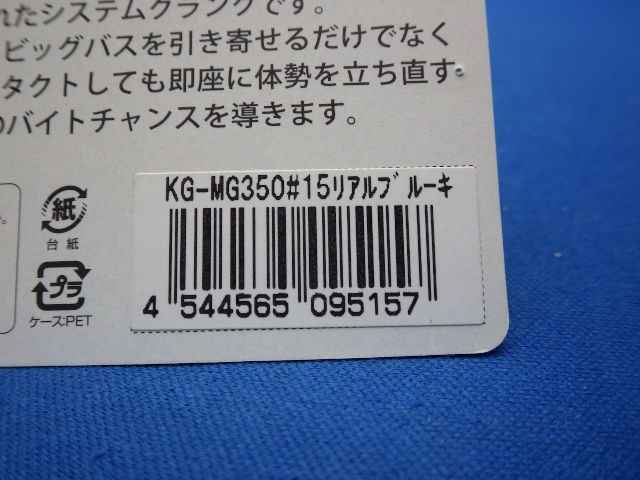 れたシステムクランクです。
ビッグバスを引き寄せるだけでなく
タクトしても即座に体勢を立ち直す
のバイトチャンスを導きます。
KG-MG350#15ﾘｱﾙﾌﾞﾙｰｷ
紙
台紙
プラ
ケース:PET
4 544565 095157